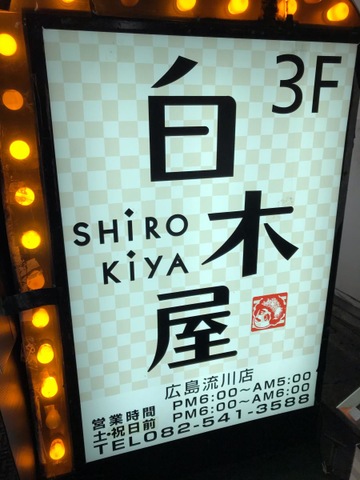 3F
白木屋
SHiRO
KiYA
広島流川店
営業時間 PM6:00～AM5:00
土・祝日前 PM6:00～AM6:00
TEL082-541-3588